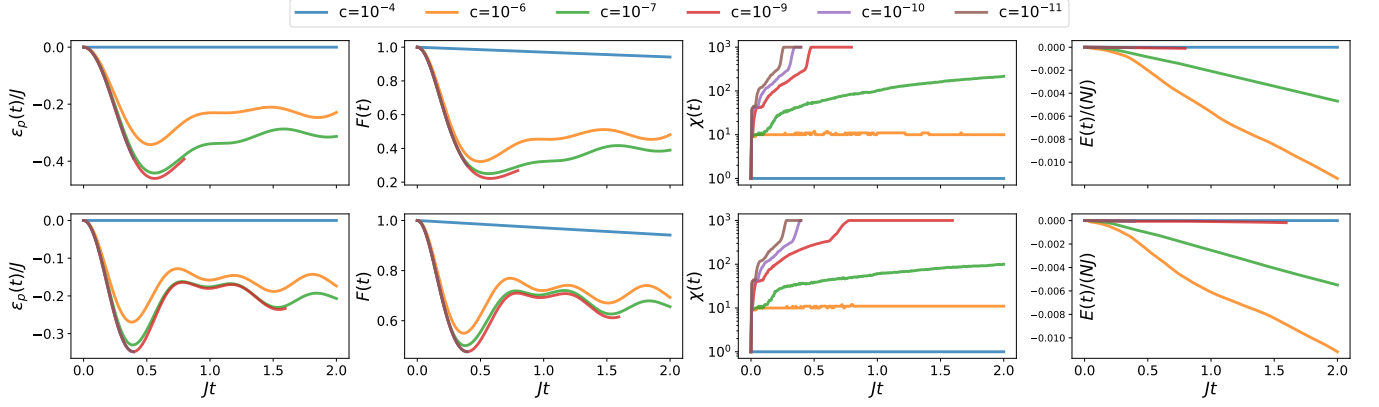 c=10⁻⁴ c=10⁻⁶ c=10⁻⁷ c=10⁻⁹ c=10⁻¹⁰ c=10⁻¹¹
εₚ(t)/J
0.0
−0.2
−0.4
F(t)
1.0
0.8
0.6
0.4
0.2
χ(t)
10³
10²
10¹
10⁰
E(t)/(NJ)
0.000
−0.002
−0.004
−0.006
−0.008
−0.010
εₚ(t)/J
0.0
−0.1
−0.2
−0.3
0.0 0.5 1.0 1.5 2.0
Jt
F(t)
1.0
0.8
0.6
0.0 0.5 1.0 1.5 2.0
Jt
χ(t)
10³
10²
10¹
10⁰
0.0 0.5 1.0 1.5 2.0
Jt
E(t)/(NJ)
0.000
−0.002
−0.004
−0.006
−0.008
−0.010
0.0 0.5 1.0 1.5 2.0
Jt